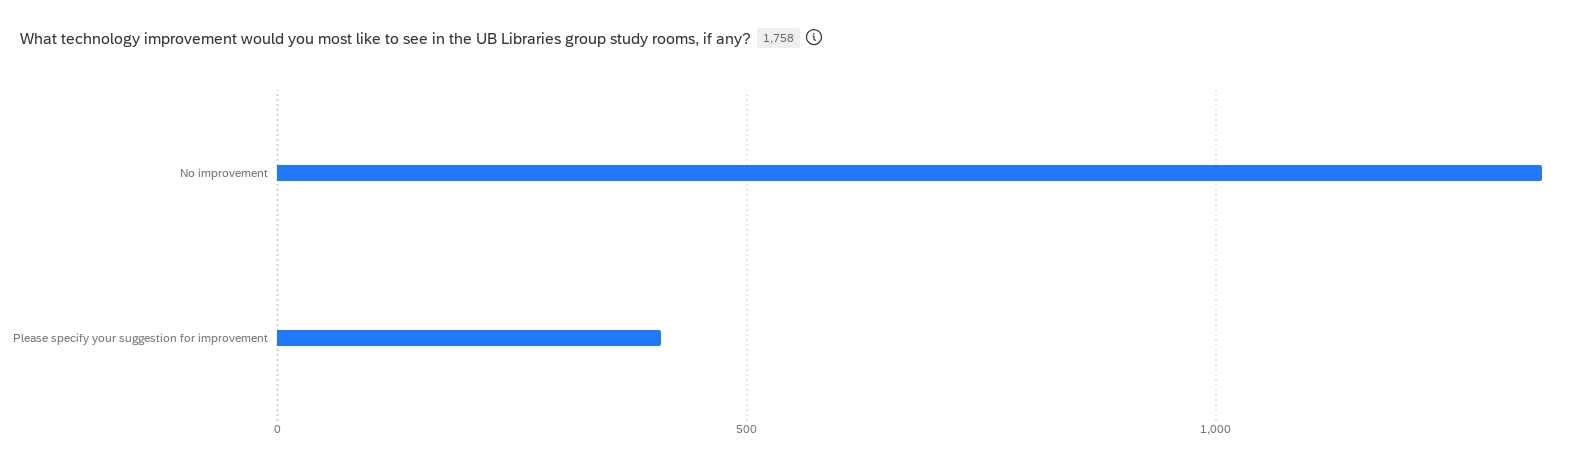 What technology improvement would you most like to see in the UB Libraries group study rooms, if any? 1,758
No improvement
Please specify your suggestion for improvement
0 500 1,000